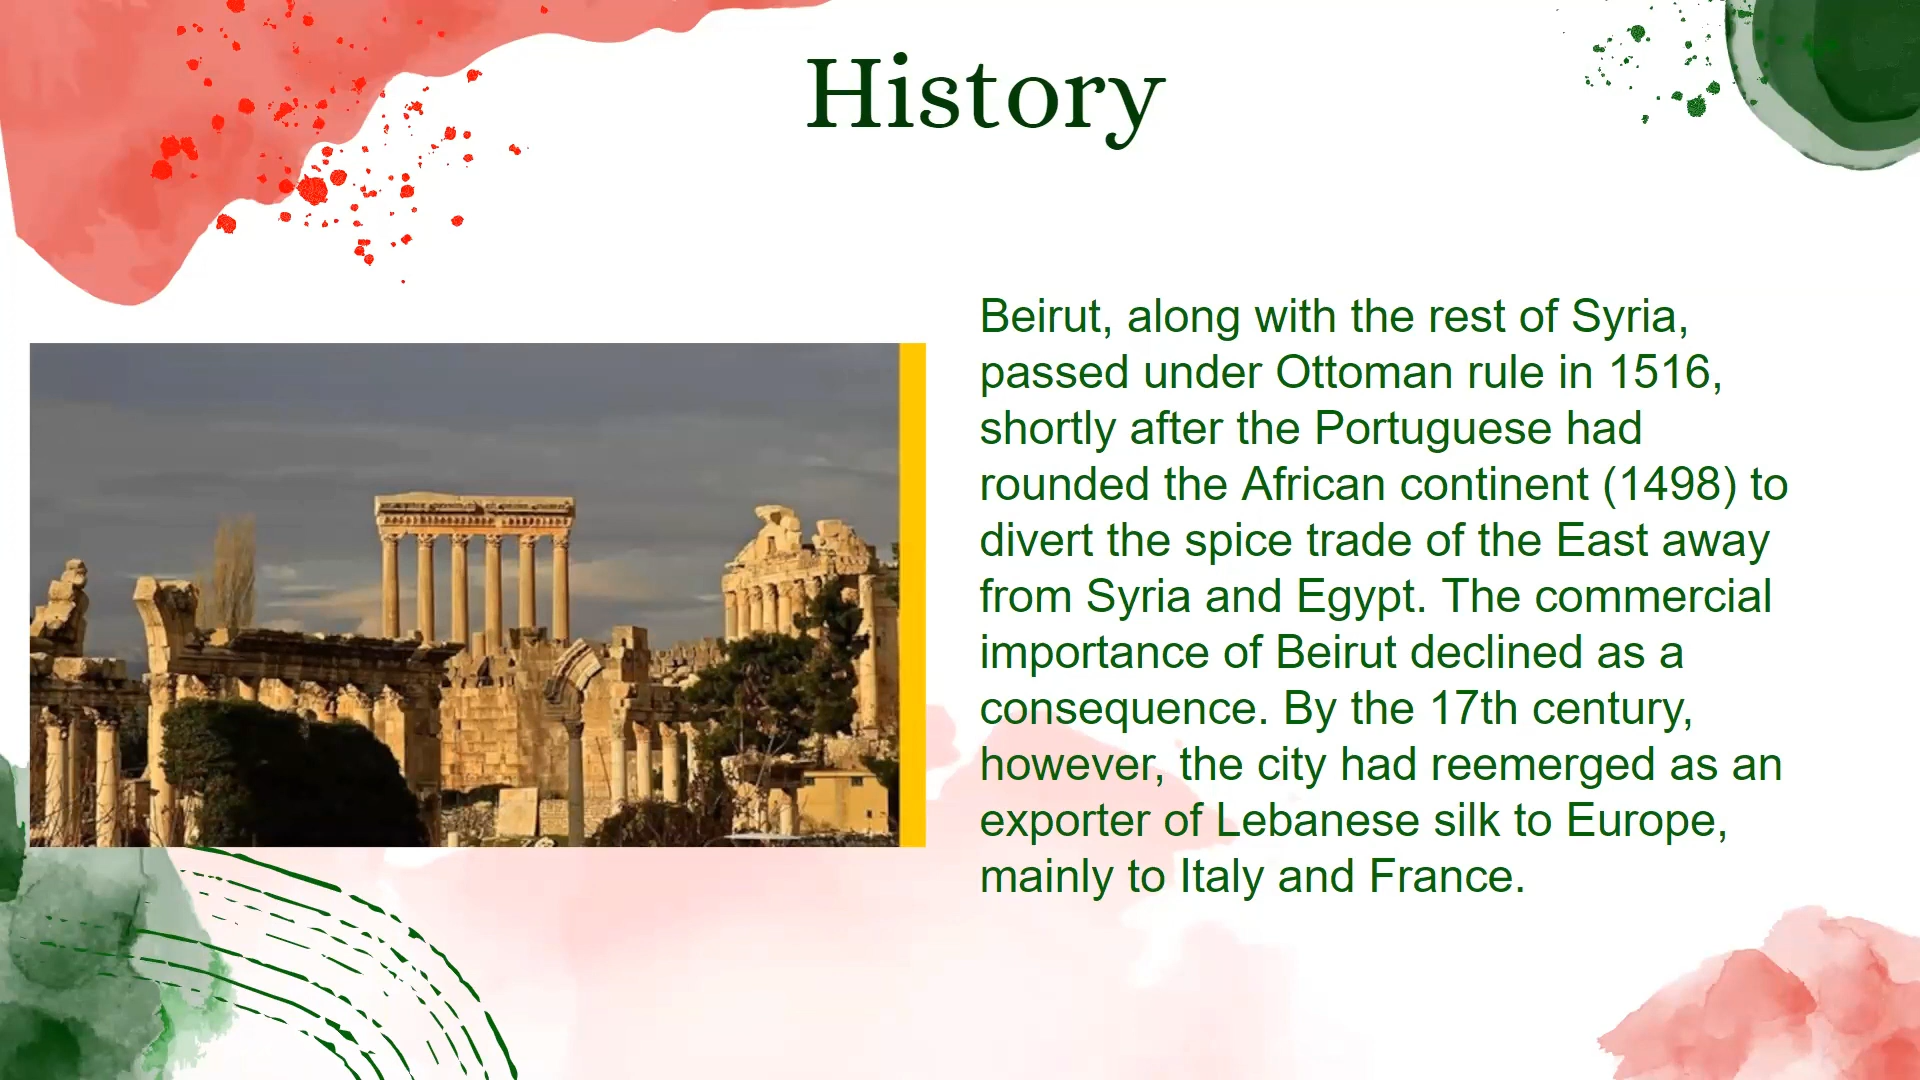 History
Beirut, along with the rest of Syria,
passed under Ottoman rule in 1516,
shortly after the Portuguese had
rounded the African continent (1498) to
divert the spice trade of the East away
from Syria and Egypt. The commercial
importance of Beirut declined as a
consequence. By the 17th century,
however, the city had reemerged as an
exporter of Lebanese silk to Europe,
mainly to Italy and France.